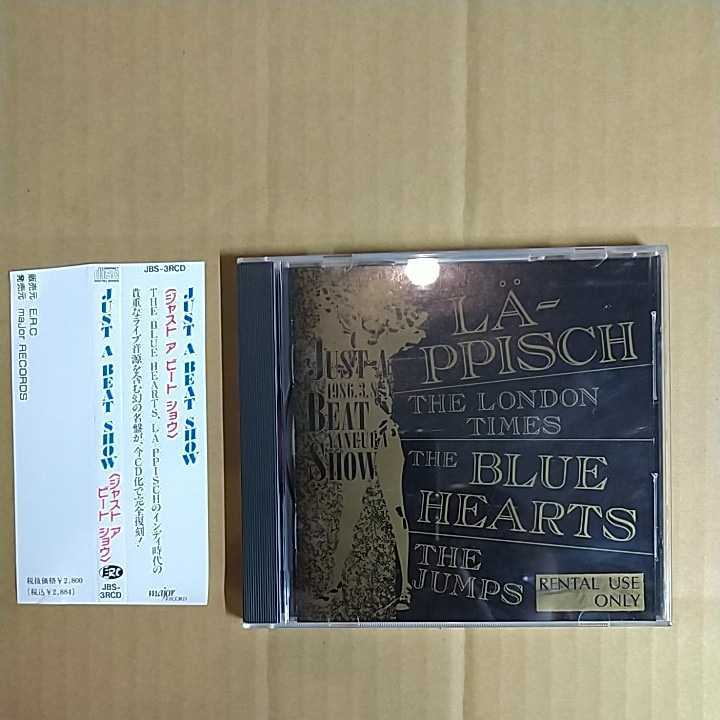 JBS-3RCD
JUST A BEAT SHOW
〈ジャスト ア ビート ショウ〉
THE BLUE HEARTS、LÄ-PPISCHのインディ時代の
貴重なライブ音源を含む幻の名盤が、今CD化で完全復刻!
major
RECORD
JUST A BEAT SHOW
〈ジャスト ア
ビート ショウ〉
ERC
JBS-
3RCD
販売元 E.R.C
発売元 major RECORDS
税抜価格¥2,800
(税込¥2,884)
LÄ-
PPISCH
THE LONDON
TIMES
THE BLUE
HEARTS
THE
JUMPS
JUST A
1986.3.8
BEAT
YANEURA
SHOW
RENTAL USE
ONLY